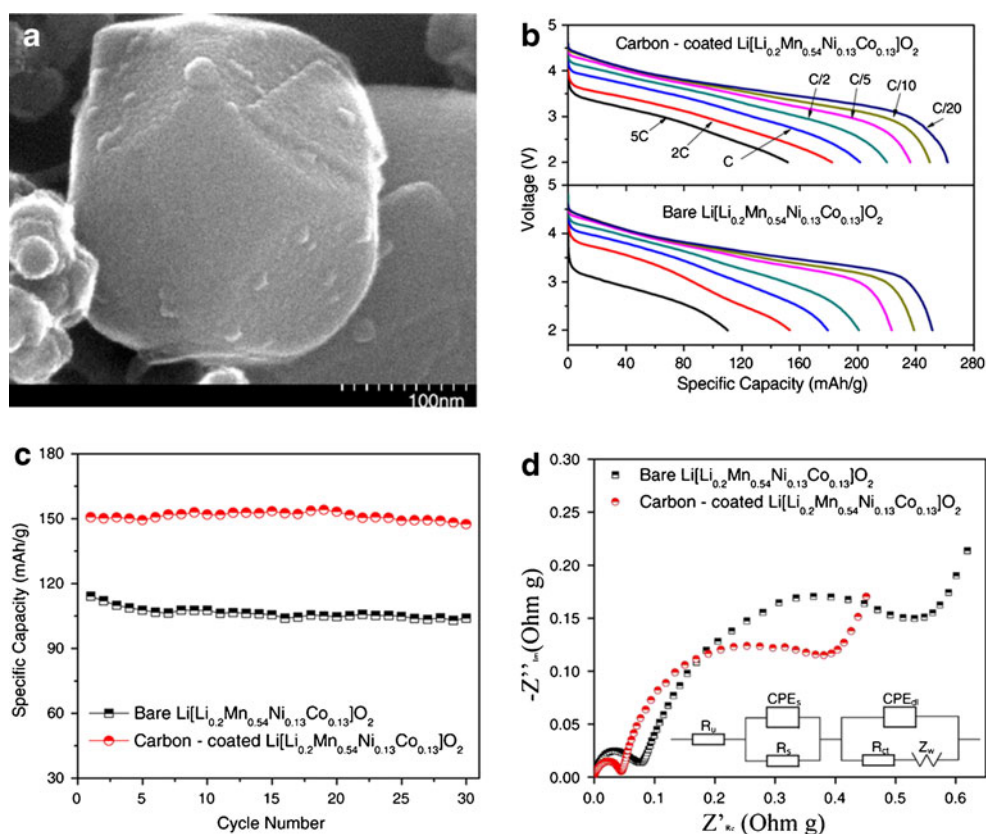 a
100nm
b
Carbon - coated Li[Li0.2Mn0.54Ni0.13Co0.13]O2
C/2
C/5
C/10
C/20
5C
2C
C
Bare Li[Li0.2Mn0.54Ni0.13Co0.13]O2
Voltage (V)
5
4
3
2
5
4
3
2
0 40 80 120 160 200 240 280
Specific Capacity (mAh/g)
c
Specific Capacity (mAh/g)
180
150
120
90
60
30
Bare Li[Li0.2Mn0.54Ni0.13Co0.13]O2
Carbon - coated Li[Li0.2Mn0.54Ni0.13Co0.13]O2
0 5 10 15 20 25 30
Cycle Number
d
Bare Li[Li0.2Mn0.54Ni0.13Co0.13]O2
Carbon - coated Li[Li0.2Mn0.54Ni0.13Co0.13]O2
-Z''Im(Ohm g)
0.30
0.25
0.20
0.15
0.10
0.05
0.00
CPEs
CPEdl
Ru
Rs
Rct
Zw
0.0 0.1 0.2 0.3 0.4 0.5 0.6
Z'Re (Ohm g)